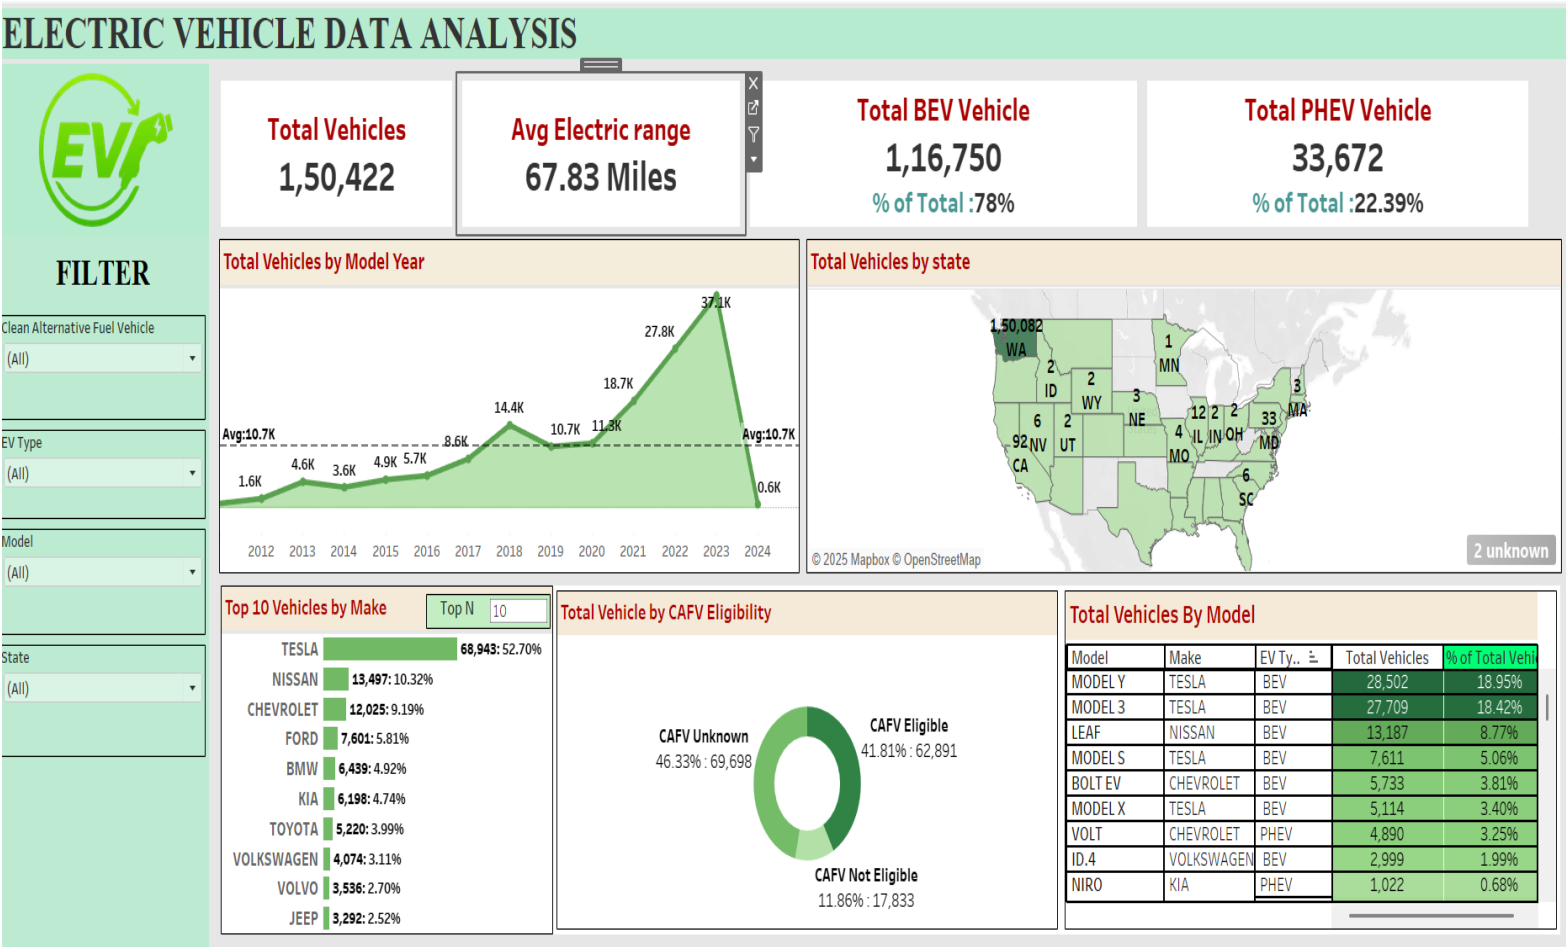 ELECTRIC VEHICLE DATA ANALYSIS
EV
FILTER
Clean Alternative Fuel Vehicle
(All)
EV Type
(All)
Model
(All)
State
(All)
Total Vehicles
1,50,422
Avg Electric range
67.83 Miles
Total BEV Vehicle
1,16,750
% of Total :78%
Total PHEV Vehicle
33,672
% of Total :22.39%
Total Vehicles by Model Year
37.1K
27.8K
18.7K
14.4K
10.7K
11.3K
Avg:10.7K
8.6K
Avg:10.7K
1.6K
4.6K
3.6K
4.9K
5.7K
0.6K
2012 2013 2014 2015 2016 2017 2018 2019 2020 2021 2022 2023 2024
Total Vehicles by state
1,50,082
WA
1
MN
2
ID
2
WY
3
NE
3
MA
6
NV
2
UT
12
IL
2
IN
2
OH
33
MD
92
CA
4
MO
6
SC
© 2025 Mapbox © OpenStreetMap
2 unknown
Top 10 Vehicles by Make
Top N 10
TESLA 68,943: 52.70%
NISSAN 13,497: 10.32%
CHEVROLET 12,025: 9.19%
FORD 7,601: 5.81%
BMW 6,439: 4.92%
KIA 6,198: 4.74%
TOYOTA 5,220: 3.99%
VOLKSWAGEN 4,074: 3.11%
VOLVO 3,536: 2.70%
JEEP 3,292: 2.52%
Total Vehicle by CAFV Eligibility
CAFV Unknown
46.33% : 69,698
CAFV Eligible
41.81% : 62,891
CAFV Not Eligible
11.86% : 17,833
Total Vehicles By Model
Model Make EV Ty.. Total Vehicles % of Total Vehi
MODEL Y TESLA BEV 28,502 18.95%
MODEL 3 TESLA BEV 27,709 18.42%
LEAF NISSAN BEV 13,187 8.77%
MODEL S TESLA BEV 7,611 5.06%
BOLT EV CHEVROLET BEV 5,733 3.81%
MODEL X TESLA BEV 5,114 3.40%
VOLT CHEVROLET PHEV 4,890 3.25%
ID.4 VOLKSWAGEN BEV 2,999 1.99%
NIRO KIA PHEV 1,022 0.68%